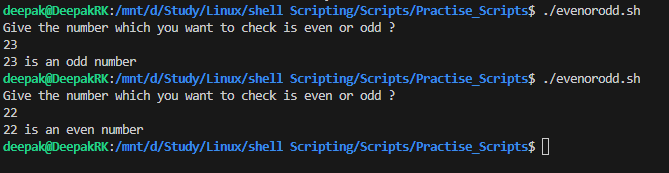 deepak@DeepakRK:/mnt/d/Study/Linux/shell Scripting/Scripts/Practise_Scripts$ ./evenorodd.sh
Give the number which you want to check is even or odd ?
23
23 is an odd number
deepak@DeepakRK:/mnt/d/Study/Linux/shell Scripting/Scripts/Practise_Scripts$ ./evenorodd.sh
Give the number which you want to check is even or odd ?
22
22 is an even number
deepak@DeepakRK:/mnt/d/Study/Linux/shell Scripting/Scripts/Practise_Scripts$